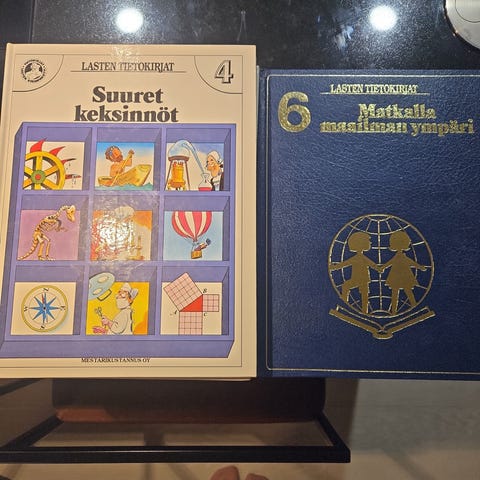 LASTEN TIETOKIRJAT
4
Suuret
keksinnöt
A
B
C
MESTARIKUSTANNUS OY
LASTEN TIETOKIRJAT
6
Matkalla
maailman ympäri